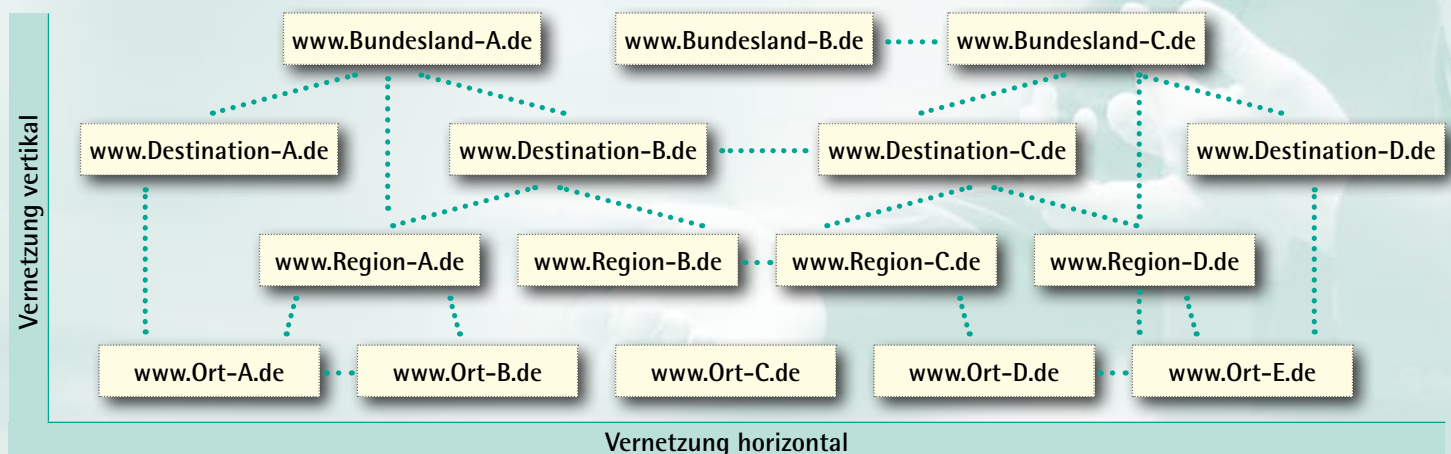 www.Bundesland-A.de
www.Bundesland-B.de
www.Bundesland-C.de
www.Destination-A.de
www.Destination-B.de
www.Destination-C.de
www.Destination-D.de
www.Region-A.de
www.Region-B.de
www.Region-C.de
www.Region-D.de
www.Ort-A.de
www.Ort-B.de
www.Ort-C.de
www.Ort-D.de
www.Ort-E.de
Vernetzung vertikal
Vernetzung horizontal